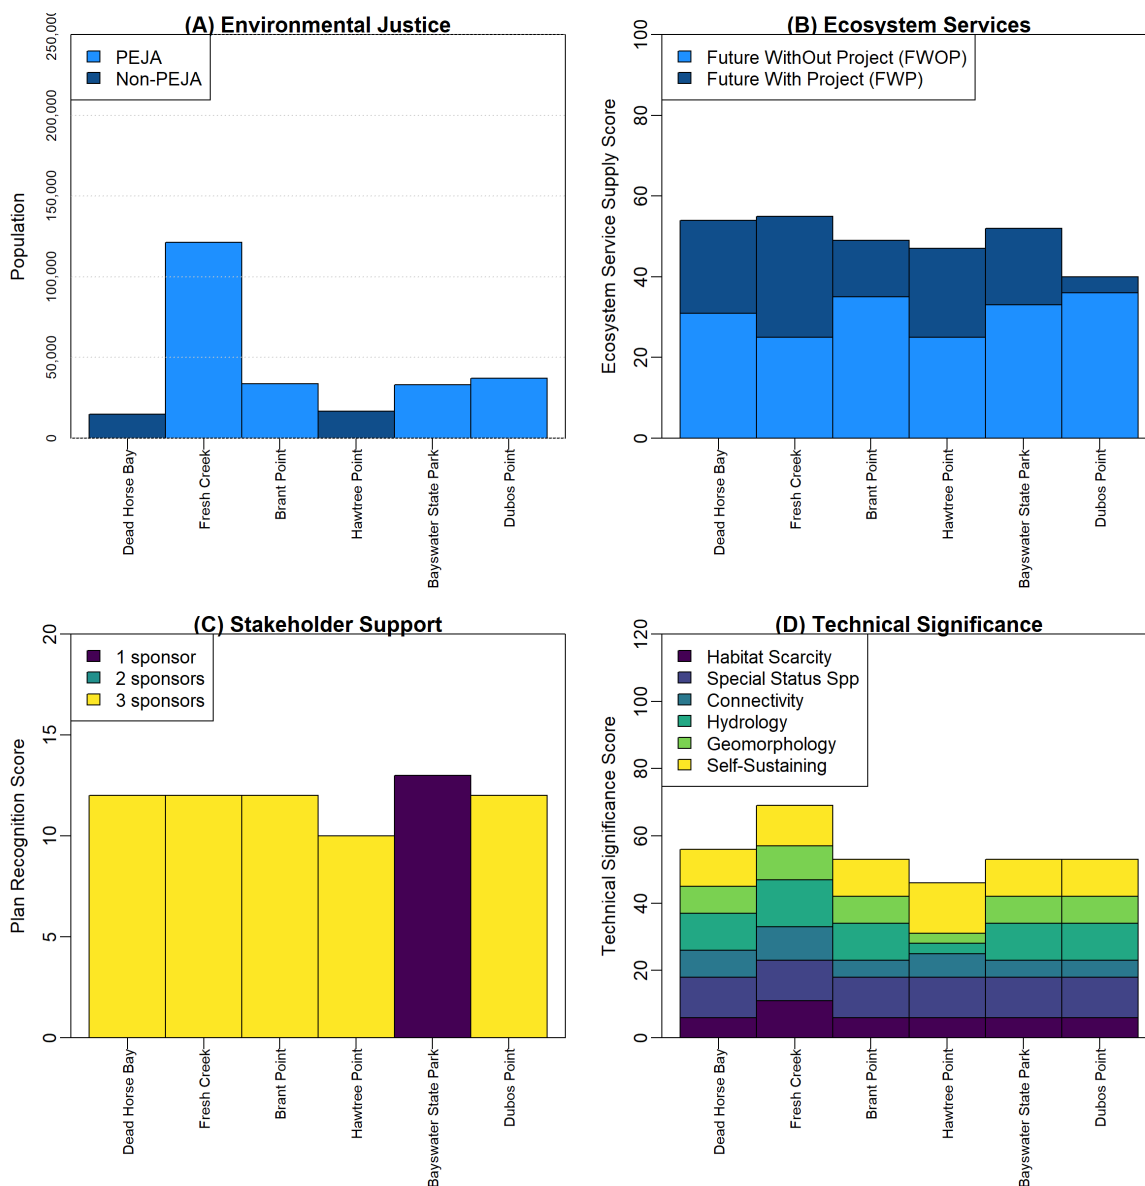 (A) Environmental Justice
PEJA
Non-PEJA
Population
250,000
200,000
150,000
100,000
50,000
0
Dead Horse Bay
Fresh Creek
Brant Point
Hawtree Point
Bayswater State Park
Dubos Point
(B) Ecosystem Services
Future WithOut Project (FWOP)
Future With Project (FWP)
Ecosystem Service Supply Score
100
80
60
40
20
0
Dead Horse Bay
Fresh Creek
Brant Point
Hawtree Point
Bayswater State Park
Dubos Point
(C) Stakeholder Support
1 sponsor
2 sponsors
3 sponsors
Plan Recognition Score
20
15
10
5
0
Dead Horse Bay
Fresh Creek
Brant Point
Hawtree Point
Bayswater State Park
Dubos Point
(D) Technical Significance
Habitat Scarcity
Special Status Spp
Connectivity
Hydrology
Geomorphology
Self-Sustaining
Technical Significance Score
120
100
80
60
40
20
0
Dead Horse Bay
Fresh Creek
Brant Point
Hawtree Point
Bayswater State Park
Dubos Point